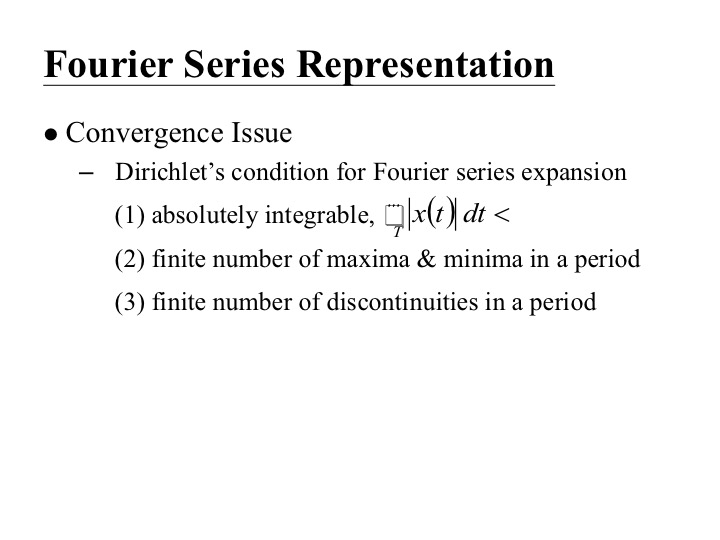 Fourier Series Representation
● Convergence Issue
– Dirichlet’s condition for Fourier series expansion
(1) absolutely integrable, □_T |x(t)| dt <
(2) finite number of maxima & minima in a period
(3) finite number of discontinuities in a period